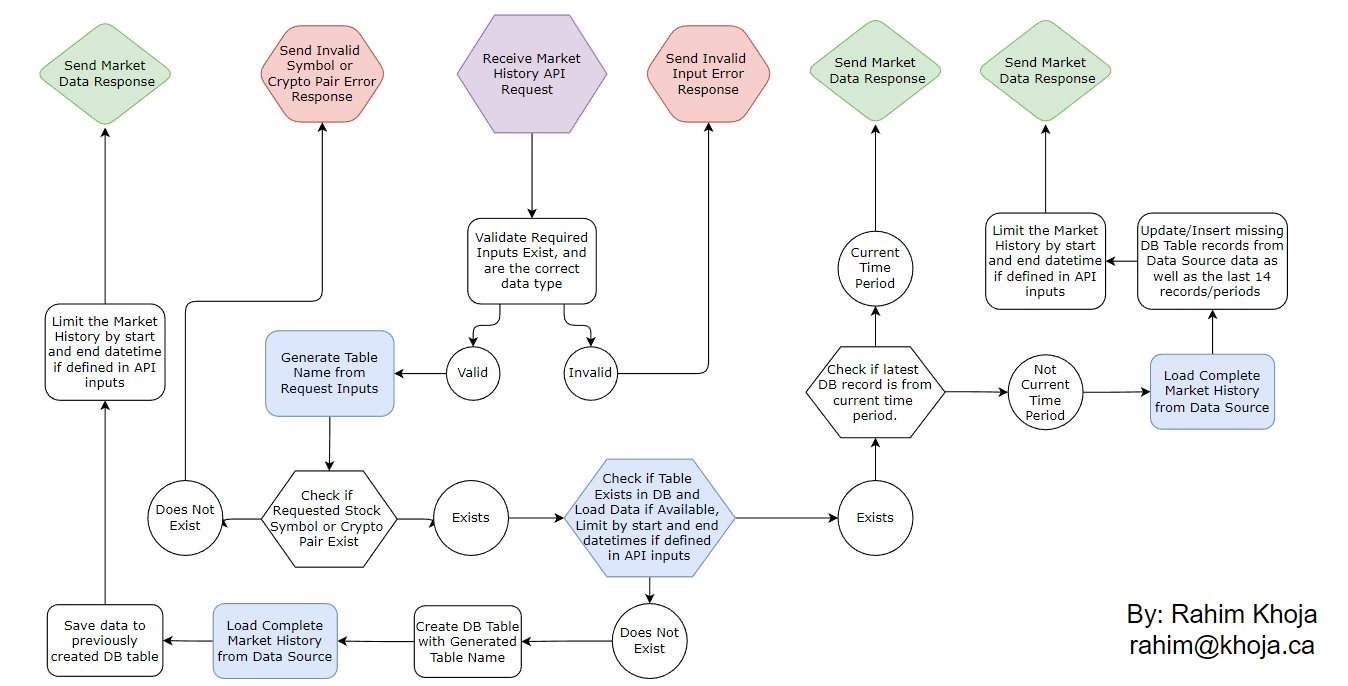 Send Market
Data Response
Send Invalid
Symbol or
Crypto Pair Error
Response
Receive Market
History API
Request
Send Invalid
Input Error
Response
Send Market
Data Response
Send Market
Data Response
Validate Required
Inputs Exist, and
are the correct
data type
Current
Time
Period
Limit the Market
History by start
and end datetime
if defined in API
inputs
Update/Insert missing
DB Table records from
Data Source data as
well as the last 14
records/periods
Limit the Market
History by start
and end datetime
if defined in API
inputs
Generate Table
Name from
Request Inputs
Valid
Invalid
Check if latest
DB record is from
current time
period.
Not
Current
Time
Period
Load Complete
Market History
from Data Source
Does Not
Exist
Check if
Requested Stock
Symbol or Crypto
Pair Exist
Exists
Check if Table
Exists in DB and
Load Data if Available,
Limit by start and end
datetimes if defined
in API inputs
Exists
Save data to
previously
created DB table
Load Complete
Market History
from Data Source
Create DB Table
with Generated
Table Name
Does Not
Exist
By: Rahim Khoja
rahim@khoja.ca